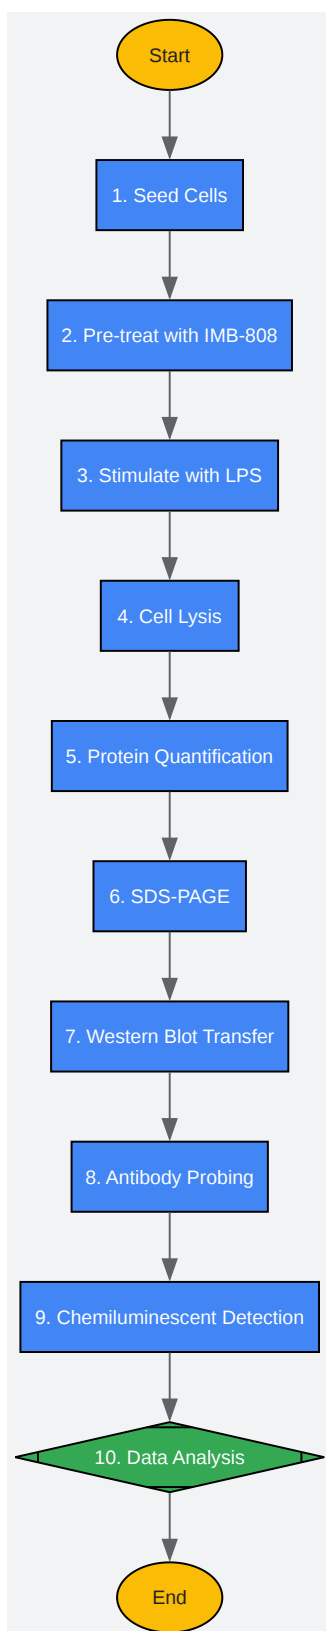 Start
1. Seed Cells
2. Pre-treat with IMB-808
3. Stimulate with LPS
4. Cell Lysis
5. Protein Quantification
6. SDS-PAGE
7. Western Blot Transfer
8. Antibody Probing
9. Chemiluminescent Detection
10. Data Analysis
End